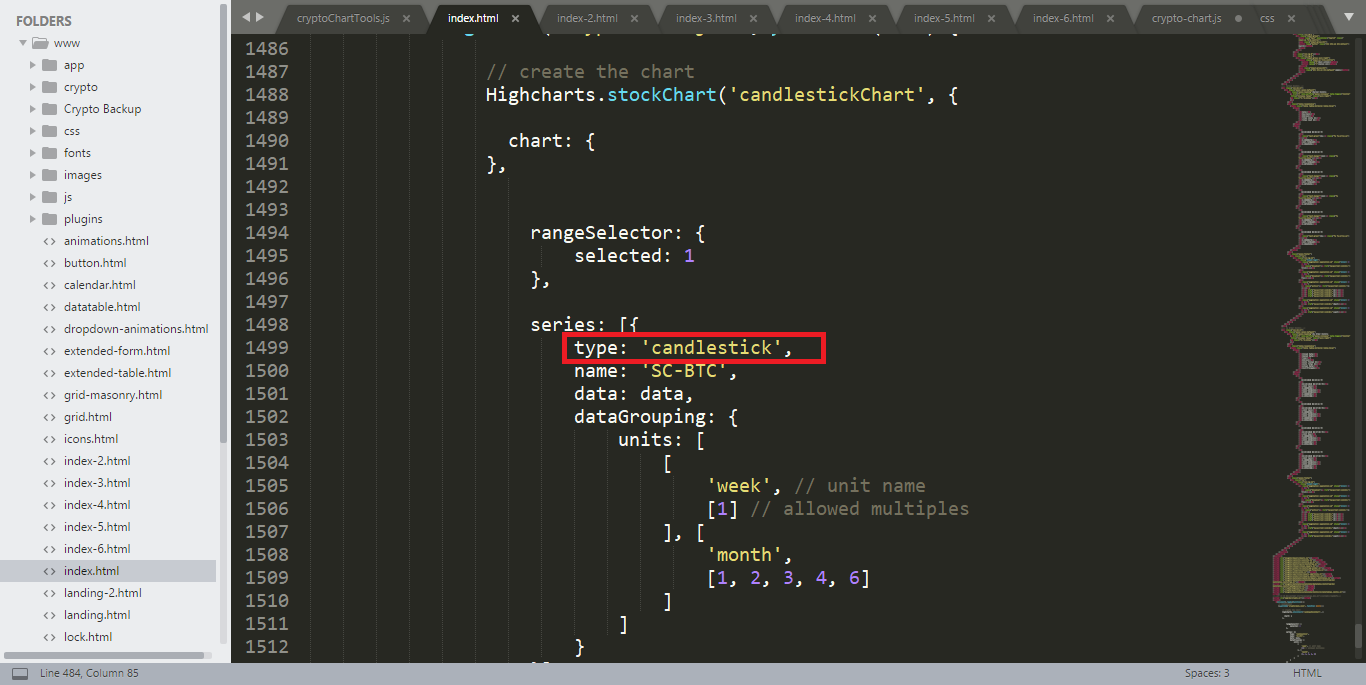 FOLDERS
www
app
crypto
Crypto Backup
css
fonts
images
js
plugins
animations.html
button.html
calendar.html
datatable.html
dropdown-animations.html
extended-form.html
extended-table.html
grid-masonry.html
grid.html
icons.html
index-2.html
index-3.html
index-4.html
index-5.html
index-6.html
index.html
landing-2.html
landing.html
lock.html
cryptoChartTools.js × index.html × index-2.html × index-3.html × index-4.html × index-5.html × index-6.html × crypto-chart.js css ×
1486
1487 // create the chart
1488 Highcharts.stockChart('candlestickChart', {
1489
1490 chart: {
1491 },
1492
1493
1494 rangeSelector: {
1495 selected: 1
1496 },
1497
1498 series: [{
1499 type: 'candlestick',
1500 name: 'SC-BTC',
1501 data: data,
1502 dataGrouping: {
1503 units: [
1504 [
1505 'week', // unit name
1506 [1] // allowed multiples
1507 ], [
1508 'month',
1509 [1, 2, 3, 4, 6]
1510 ]
1511 ]
1512 }
Line 484, Column 85 Spaces: 3 HTML